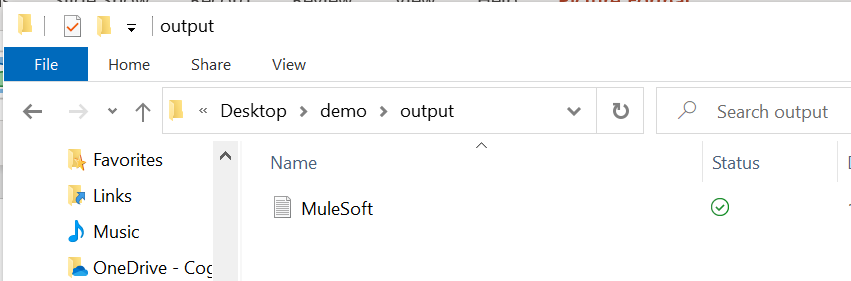 output
File Home Share View
« Desktop > demo > output
Search output
Favorites
Links
Music
OneDrive - Cog
Name Status
MuleSoft